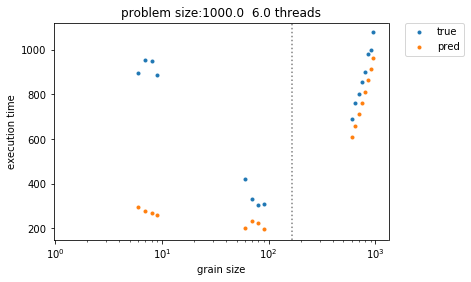 problem size:1000.0  6.0 threads
true
pred
execution time
1000
800
600
400
200
10⁰
10¹
10²
10³
grain size